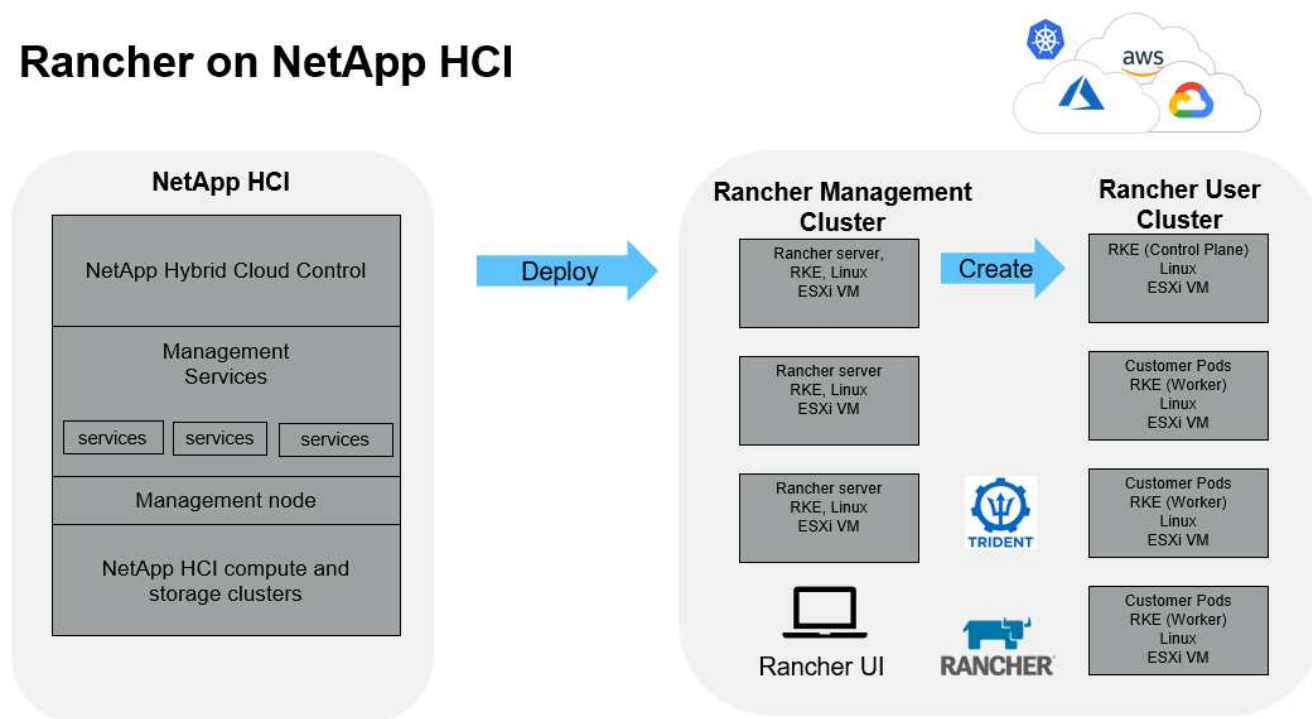 Rancher on NetApp HCI
aws
NetApp HCI
NetApp Hybrid Cloud Control
Management
Services
services
services
services
Management node
NetApp HCI compute and
storage clusters
Deploy
Rancher Management
Cluster
Rancher server,
RKE, Linux
ESXi VM
Rancher server
RKE, Linux
ESXi VM
Rancher server
RKE, Linux
ESXi VM
Rancher UI
Create
TRIDENT
RANCHER
Rancher User
Cluster
RKE (Control Plane)
Linux
ESXi VM
Customer Pods
RKE (Worker)
Linux
ESXi VM
Customer Pods
RKE (Worker)
Linux
ESXi VM
Customer Pods
RKE (Worker)
Linux
ESXi VM